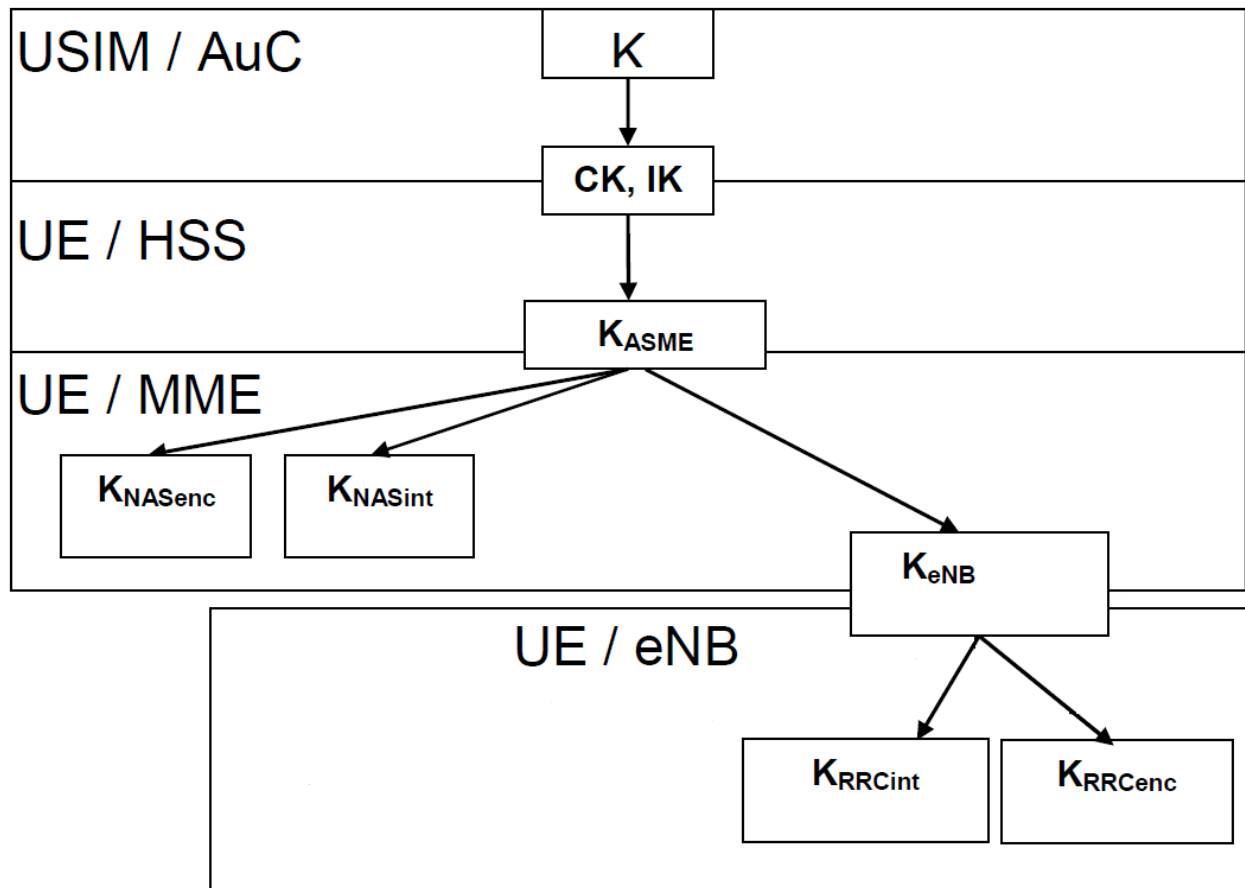 USIM / AuC
K
CK, IK
UE / HSS
KASME
UE / MME
KNASenc
KNASint
KeNB
UE / eNB
KRRCint
KRRCenc